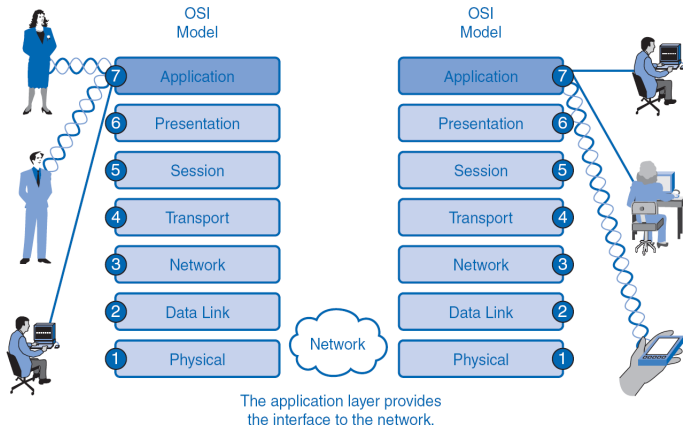 OSI
Model
OSI
Model
7 Application
Application 7
6 Presentation
Presentation 6
5 Session
Session 5
4 Transport
Transport 4
3 Network
Network 3
2 Data Link
Data Link 2
Network
1 Physical
Physical 1
The application layer provides
the interface to the network.